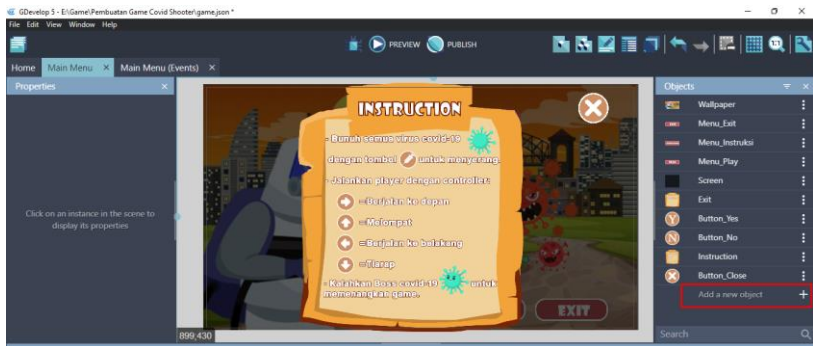 GDevelop 5 - E:\Game\Pembuatan Game Covid Shooter\game.json *
File Edit View Window Help
PREVIEW PUBLISH
1:1
Home Main Menu × Main Menu (Events) ×
Properties ×
Click on an instance in the scene to
display its properties
INSTRUCTION
- Bunuh semua virus covid-19
dengan tombol untuk menyerang.
- Jalankan player dengan controller:
=Berjalan ke depan
=Melompat
=Berjalan ke belakang
=Tiarap
- Kalahkan Boss covid-19 untuk
memenangkan game.
EXIT
899;430
Objects ×
Wallpaper
Menu_Exit
Menu_Instruksi
Menu_Play
Screen
Exit
Y Button_Yes
N Button_No
Instruction
Button_Close
Add a new object +
Search